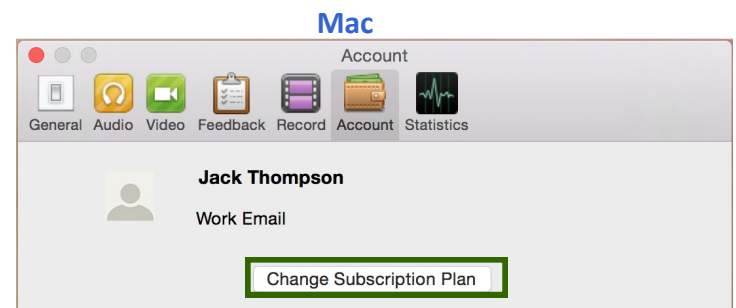 Mac
Account
General Audio Video Feedback Record Account Statistics
Jack Thompson
Work Email
Change Subscription Plan